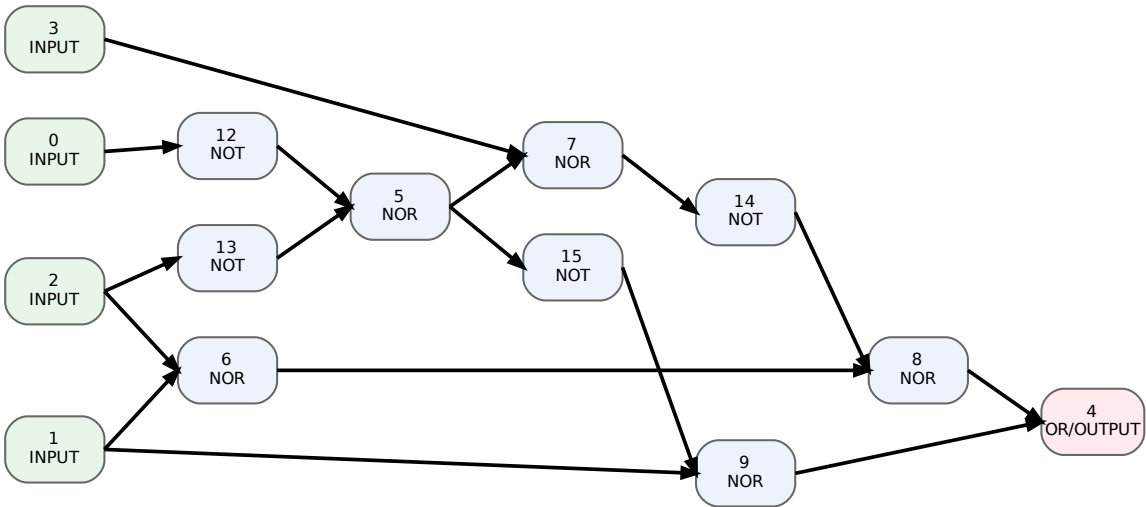 3
INPUT
0
INPUT
12
NOT
7
NOR
5
NOR
14
NOT
13
NOT
15
NOT
2
INPUT
6
NOR
8
NOR
4
OR/OUTPUT
1
INPUT
9
NOR